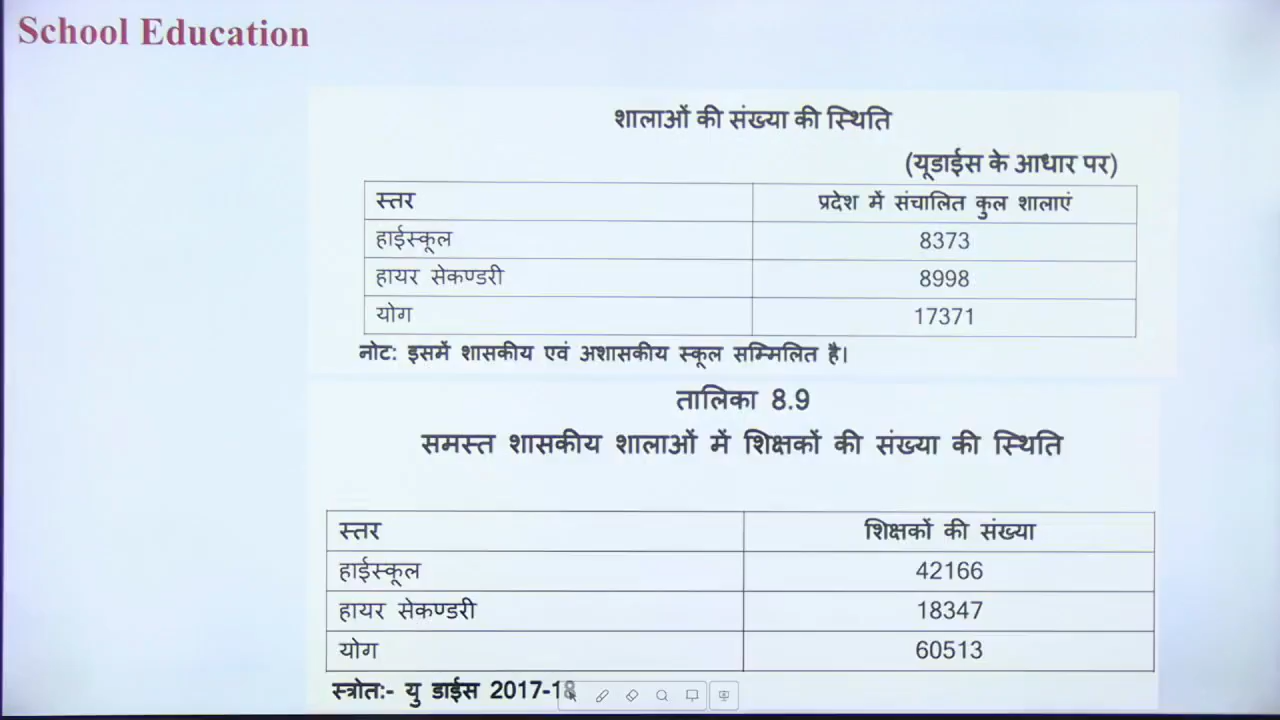 School Education
शालाओं की संख्या की स्थिति
(यूडाईस के आधार पर)
स्तर प्रदेश में संचालित कुल शालाएं
हाईस्कूल 8373
हायर सेकण्डरी 8998
योग 17371
नोट: इसमें शासकीय एवं अशासकीय स्कूल सम्मिलित है।
तालिका 8.9
समस्त शासकीय शालाओं में शिक्षकों की संख्या की स्थिति
स्तर शिक्षकों की संख्या
हाईस्कूल 42166
हायर सेकण्डरी 18347
योग 60513
स्त्रोत:- यु डाईस 2017-18